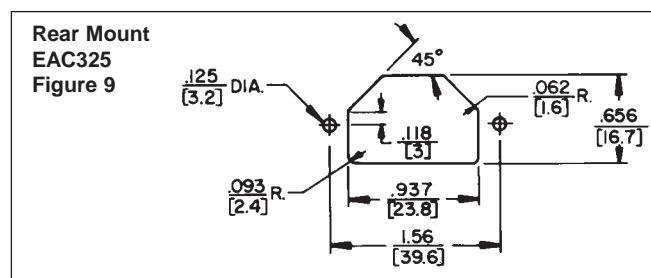 Rear Mount
EAC325
Figure 9
45°
.125
[3.2]
DIA.
.062
[1.6]
R.
.656
[16.7]
.118
[3]
.093
[2.4]
R.
.937
[23.8]
1.56
[39.6]